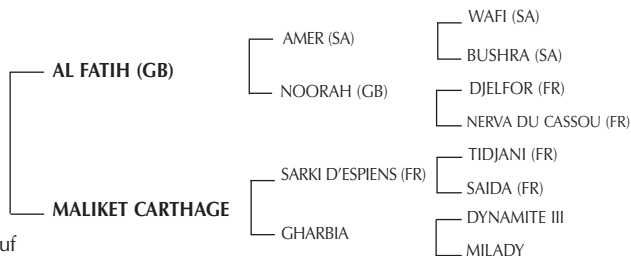 WAFI (SA)
AMER (SA)
BUSHRA (SA)
AL FATIH (GB)
NOORAH (GB)
DJELFOR (FR)
NERVA DU CASSOU (FR)
TIDJANI (FR)
SARKI D'ESPIENS (FR)
SAIDA (FR)
MALIKET CARTHAGE
DYNAMITE III
GHARBIA
uf
MILADY